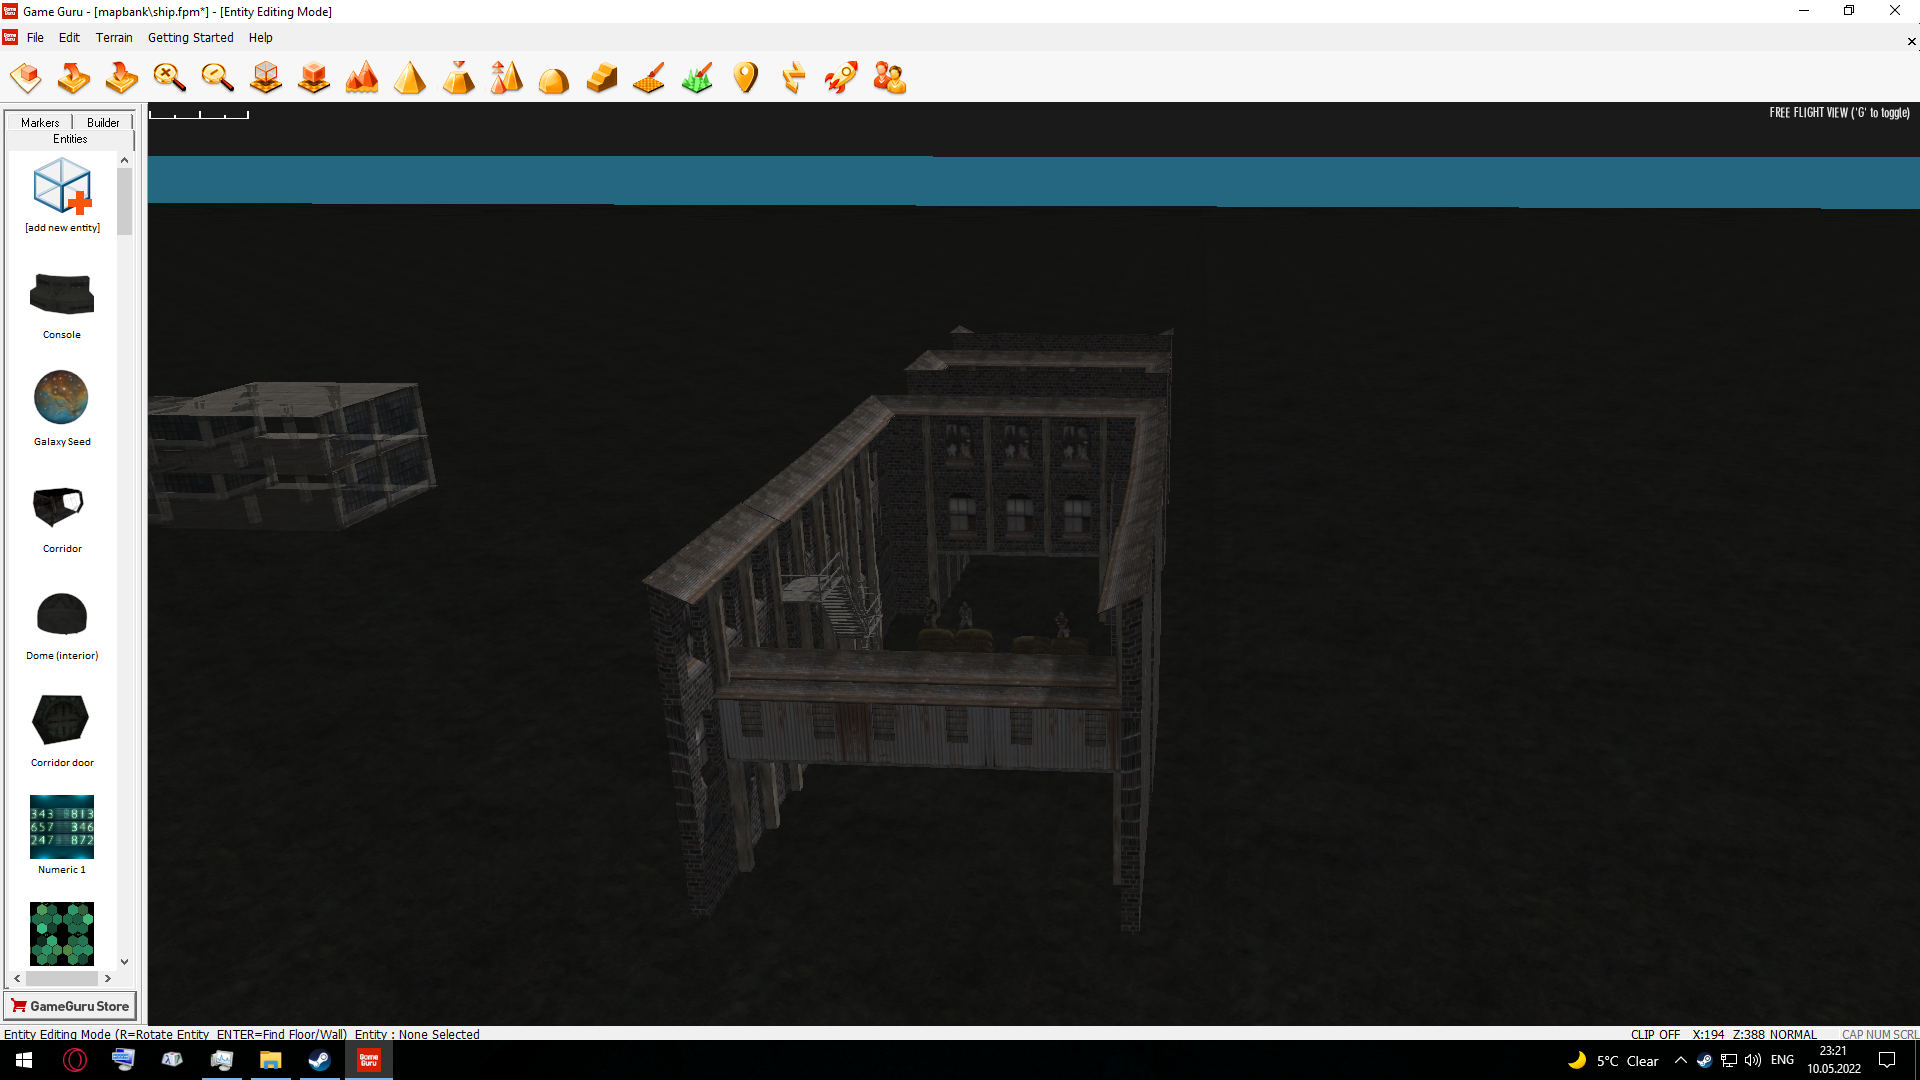 Game Guru - [mapbank\ship.fpm*] - [Entity Editing Mode]
File Edit Terrain Getting Started Help
FREE FLIGHT VIEW ('G' to toggle)
Markers Builder
Entities
[add new entity]
Console
Galaxy Seed
Corridor
Dome (interior)
Corridor door
343 813
657 346
247 872
Numeric 1
GameGuru Store
Entity Editing Mode (R=Rotate Entity ENTER=Find Floor/Wall) Entity : None Selected
CLIP OFF X:194 Z:388 NORMAL CAP NUM SCRL
Game Guru
5°C Clear
ENG
23:21
10.05.2022